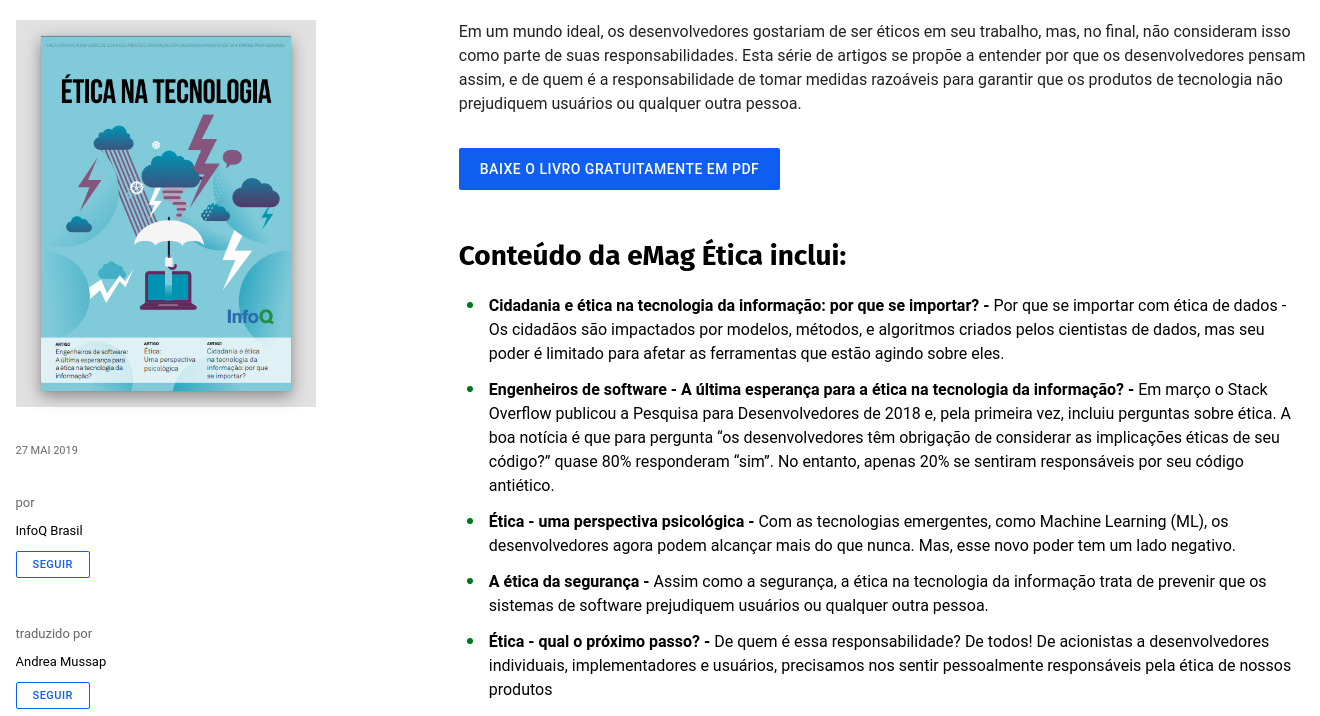 ÉTICA NA TECNOLOGIA
InfoQ
ARTIGO
Engenheiros de software:
A última esperança para
a ética na tecnologia da
informação?
ARTIGO
Ética:
Uma perspectiva
psicológica
ARTIGO
Cidadania e ética
na tecnologia da
informação: por que
se importar?
27 MAI 2019
por
InfoQ Brasil
SEGUIR
traduzido por
Andrea Mussap
SEGUIR
Em um mundo ideal, os desenvolvedores gostariam de ser éticos em seu trabalho, mas, no final, não consideram isso
como parte de suas responsabilidades. Esta série de artigos se propõe a entender por que os desenvolvedores pensam
assim, e de quem é a responsabilidade de tomar medidas razoáveis para garantir que os produtos de tecnologia não
prejudiquem usuários ou qualquer outra pessoa.
BAIXE O LIVRO GRATUITAMENTE EM PDF
Conteúdo da eMag Ética inclui:
Cidadania e ética na tecnologia da informação: por que se importar? - Por que se importar com ética de dados -
Os cidadãos são impactados por modelos, métodos, e algoritmos criados pelos cientistas de dados, mas seu
poder é limitado para afetar as ferramentas que estão agindo sobre eles.
Engenheiros de software - A última esperança para a ética na tecnologia da informação? - Em março o Stack
Overflow publicou a Pesquisa para Desenvolvedores de 2018 e, pela primeira vez, incluiu perguntas sobre ética. A
boa notícia é que para pergunta “os desenvolvedores têm obrigação de considerar as implicações éticas de seu
código?” quase 80% responderam “sim”. No entanto, apenas 20% se sentiram responsáveis por seu código
antiético.
Ética - uma perspectiva psicológica - Com as tecnologias emergentes, como Machine Learning (ML), os
desenvolvedores agora podem alcançar mais do que nunca. Mas, esse novo poder tem um lado negativo.
A ética da segurança - Assim como a segurança, a ética na tecnologia da informação trata de prevenir que os
sistemas de software prejudiquem usuários ou qualquer outra pessoa.
Ética - qual o próximo passo? - De quem é essa responsabilidade? De todos! De acionistas a desenvolvedores
individuais, implementadores e usuários, precisamos nos sentir pessoalmente responsáveis pela ética de nossos
produtos